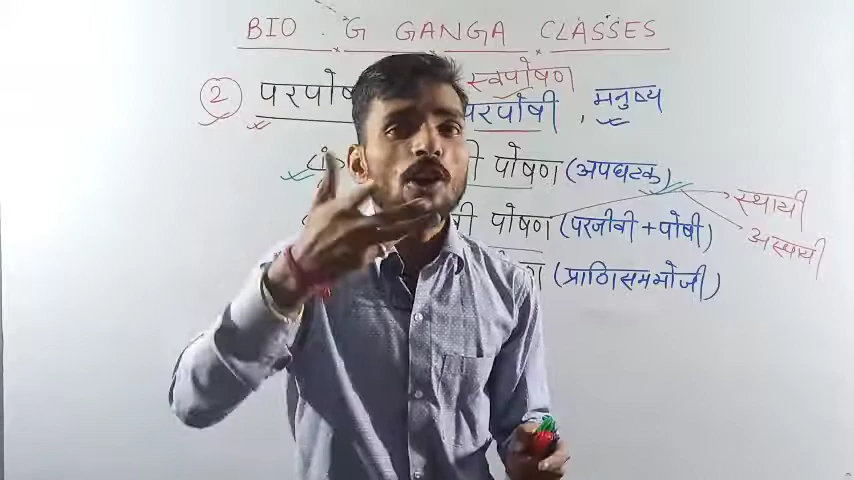 BIO . G GANGA CLASSES
स्वपोषण
2 परपोष परपोषी , मनुष्य
पोषण (अपघटक) स्थायी
पोषण (परजीवी + पोषी) अस्थायी
(प्राणिसमभोजी)